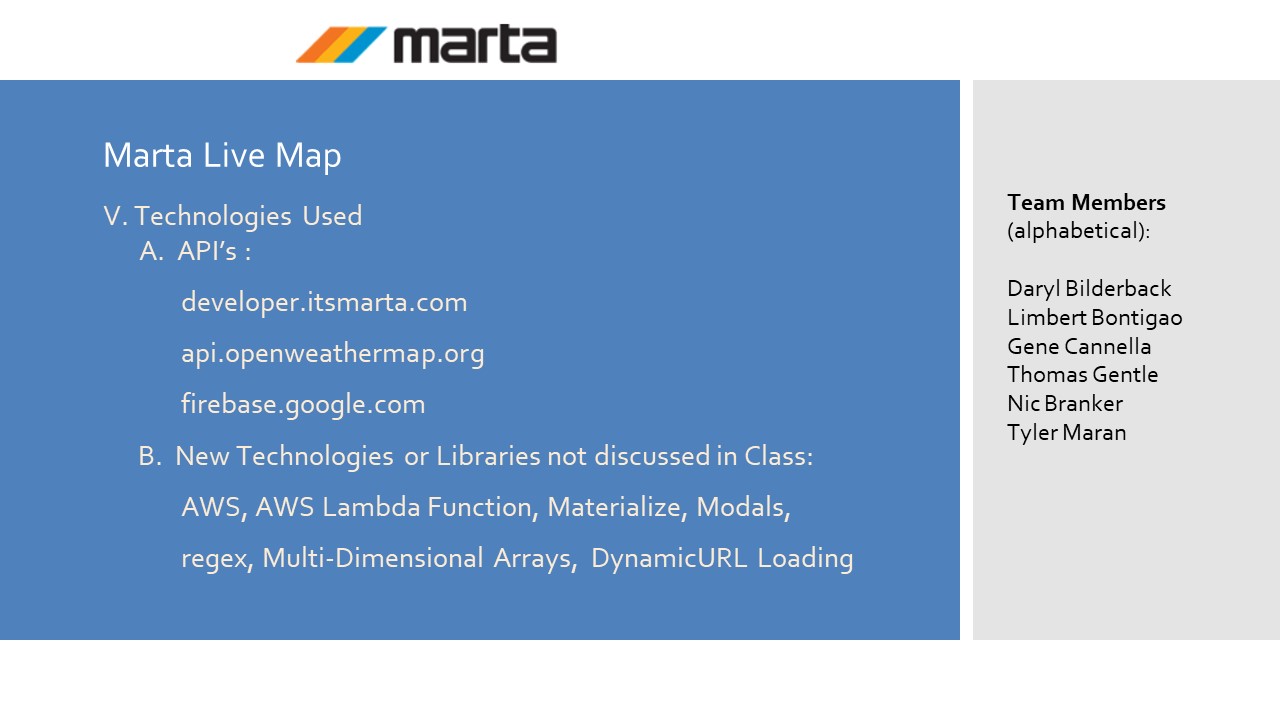 marta
Marta Live Map
V. Technologies Used
A. API’s :
developer.itsmarta.com
api.openweathermap.org
firebase.google.com
B. New Technologies or Libraries not discussed in Class:
AWS, AWS Lambda Function, Materialize, Modals,
regex, Multi-Dimensional Arrays, DynamicURL Loading
Team Members
(alphabetical):
Daryl Bilderback
Limbert Bontigao
Gene Cannella
Thomas Gentle
Nic Branker
Tyler Maran